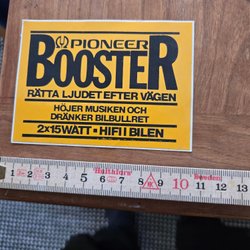 PIONEER
BOOSTER
RÄTTA LJUDET EFTER VÄGEN
HÖJER MUSIKEN OCH
DRÄNKER BILBULLRET
2x15WATT · HIFI I BILEN
1 2 3 4 5 6 7 8 9 10 11 12 13
Hultafors
Sweden